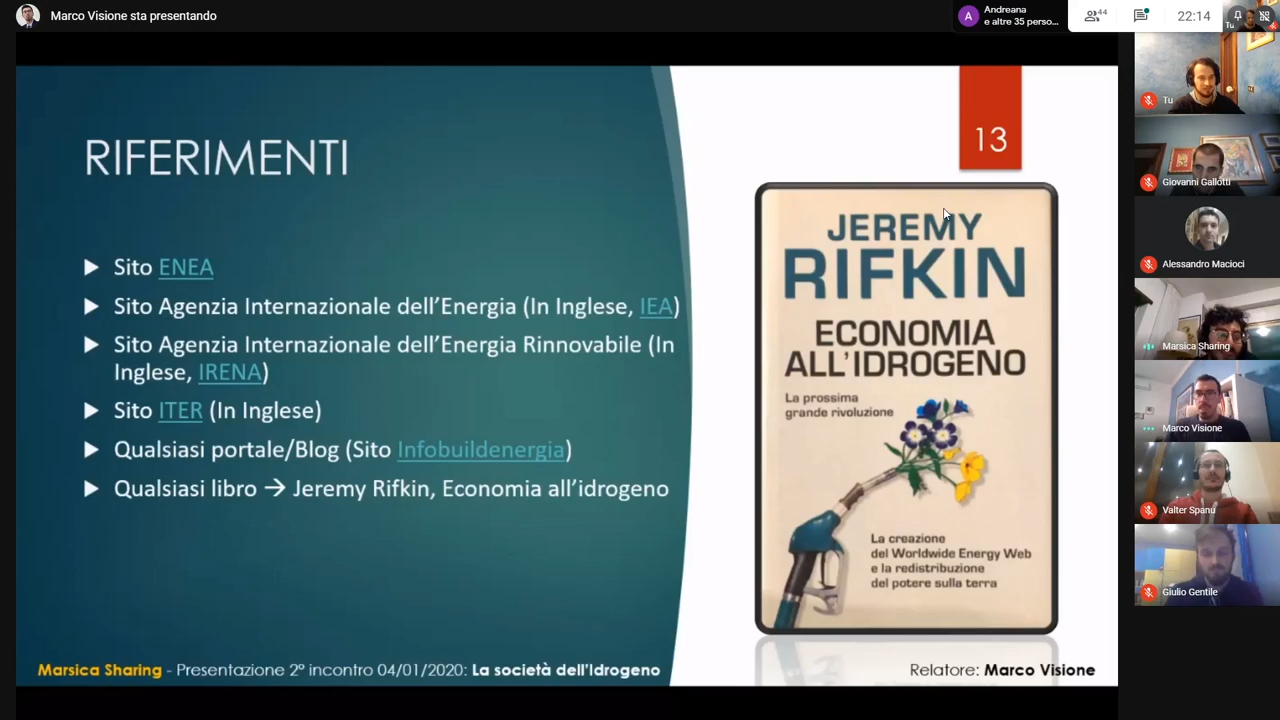 Marco Visione sta presentando
A
Andreana
e altre 35 perso...
44
22:14
Tu
RIFERIMENTI
13
Sito ENEA
Sito Agenzia Internazionale dell'Energia (In Inglese, IEA)
Sito Agenzia Internazionale dell'Energia Rinnovabile (In
Inglese, IRENA)
Sito ITER (In Inglese)
Qualsiasi portale/Blog (Sito Infobuildenergia)
Qualsiasi libro → Jeremy Rifkin, Economia all'idrogeno
JEREMY
RIFKIN
ECONOMIA
ALL'IDROGENO
La prossima
grande rivoluzione
La creazione
del Worldwide Energy Web
e la redistribuzione
del potere sulla terra
Marsica Sharing - Presentazione 2° incontro 04/01/2020: La società dell'Idrogeno
Relatore: Marco Visione
Tu
Giovanni Gallotti
Alessandro Macioci
Marsica Sharing
Marco Visione
Valter Spanu
Giulio Gentile